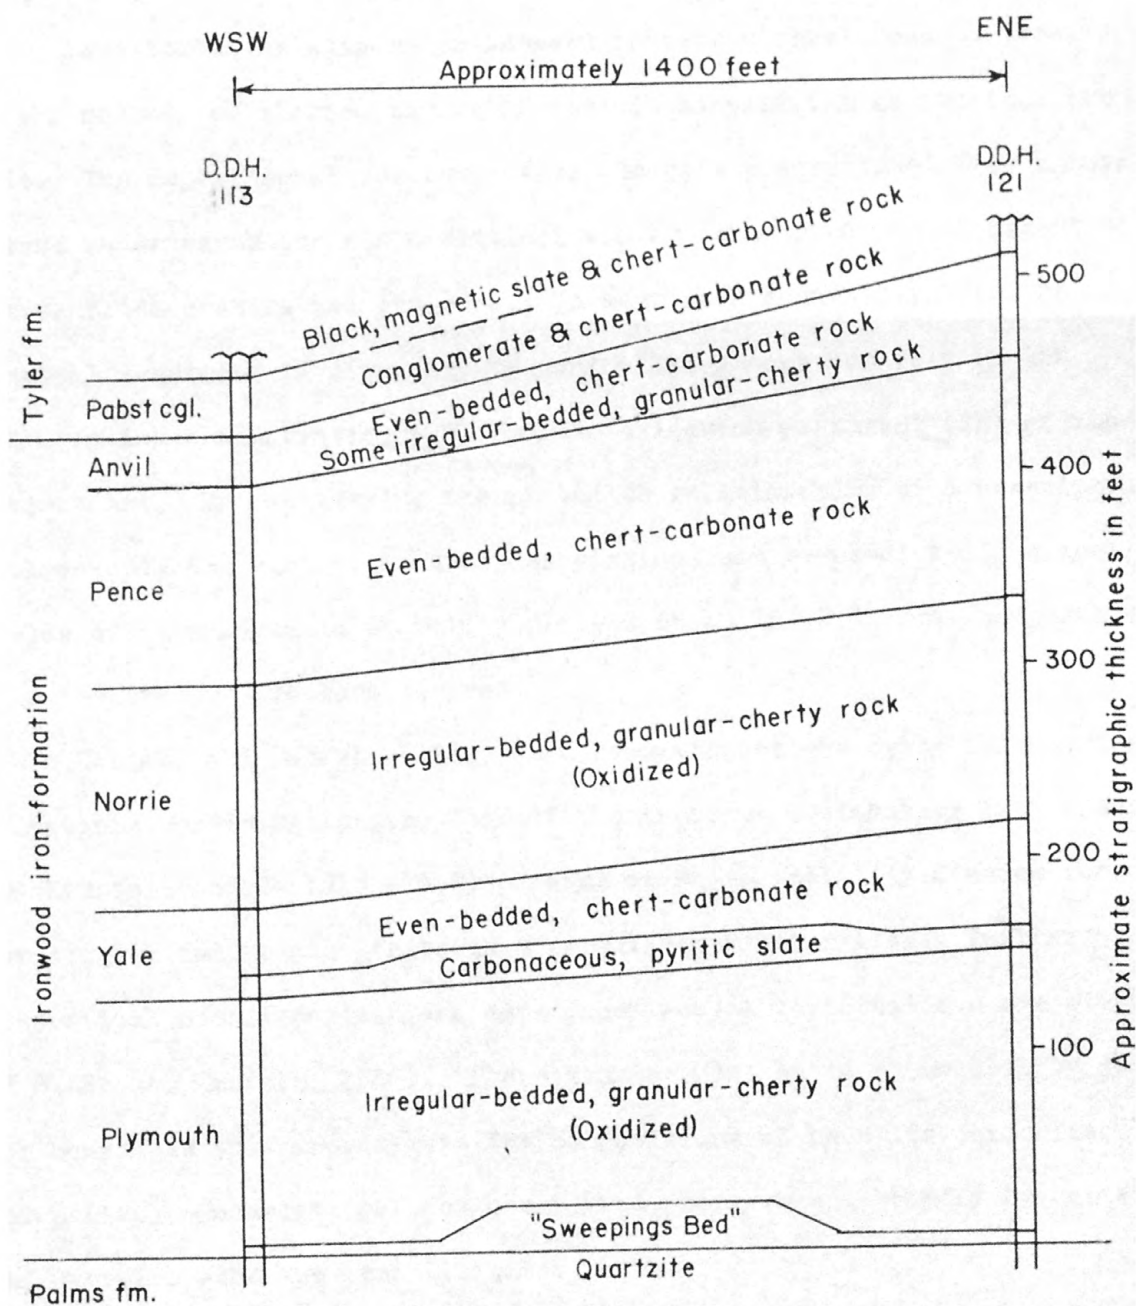 WSW
ENE
Approximately 1400 feet
D.D.H.
113
D.D.H.
121
Black, magnetic slate & chert-carbonate rock
Conglomerate & chert-carbonate rock
Even-bedded, chert-carbonate rock
Some irregular-bedded, granular-cherty rock
Even-bedded, chert-carbonate rock
Irregular-bedded, granular-cherty rock
(Oxidized)
Even-bedded, chert-carbonate rock
Carbonaceous, pyritic slate
Irregular-bedded, granular-cherty rock
(Oxidized)
"Sweepings Bed"
Quartzite
Tyler fm.
Pabst cgl.
Anvil
Pence
Norrie
Yale
Plymouth
Ironwood iron-formation
Palms fm.
500
400
300
200
100
Approximate stratigraphic thickness in feet